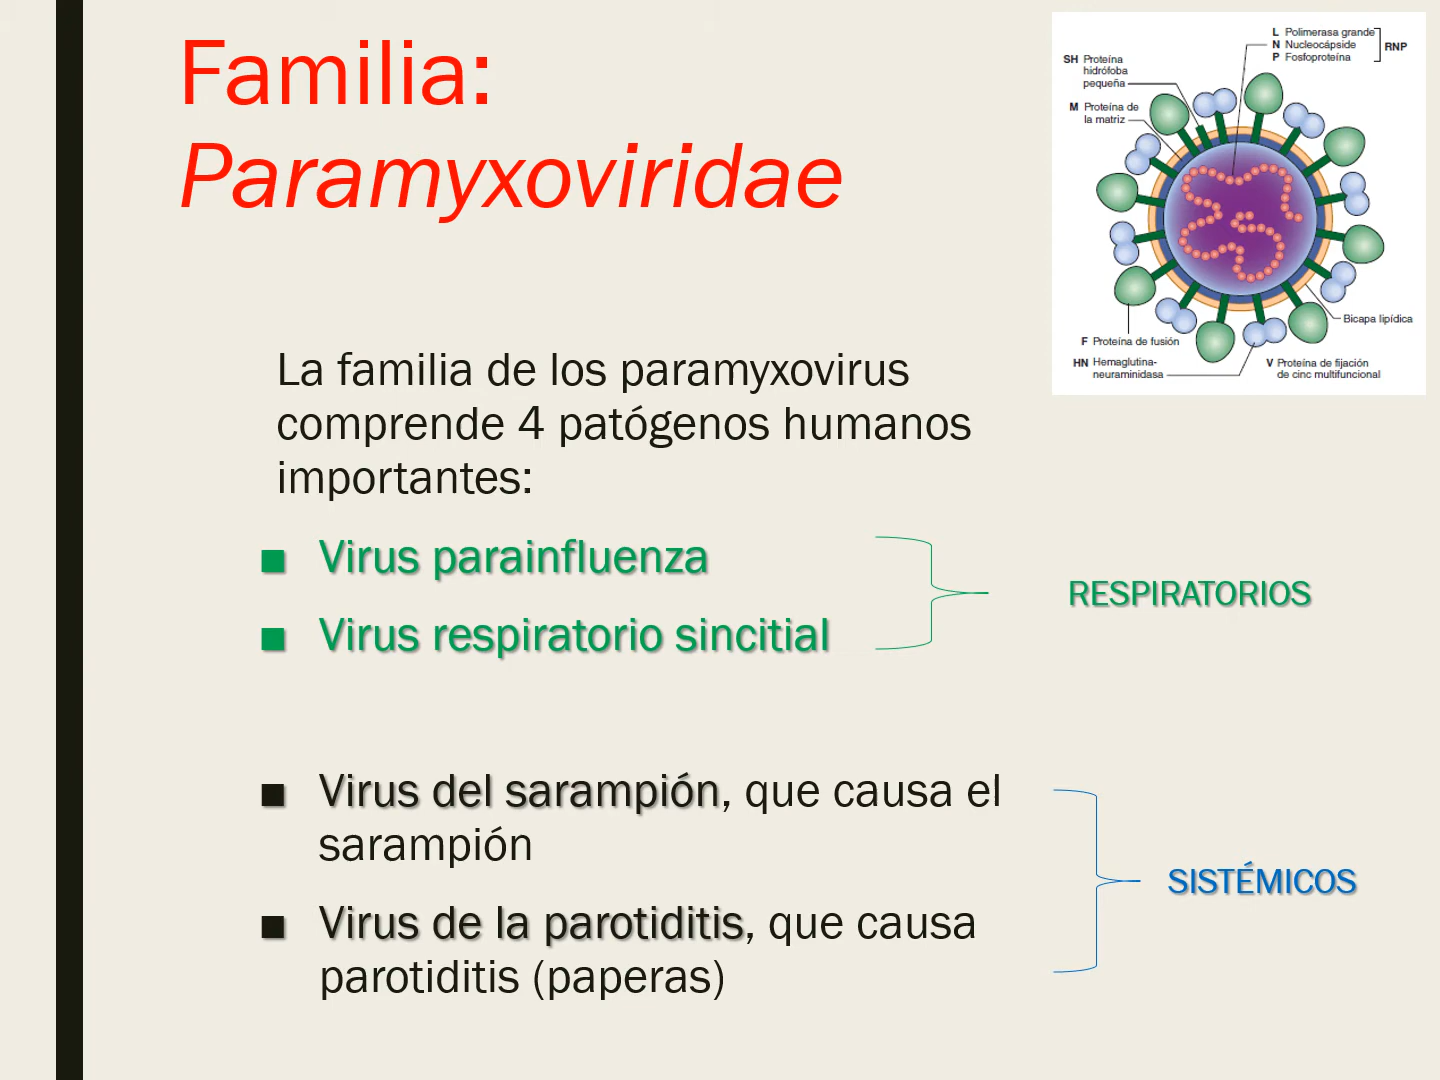 Familia:
Paramyxoviridae
L Polimerasa grande
N Nucleocápside
P Fosfoproteína
RNP
SH Proteína
hidrófoba
pequeña
M Proteína de
la matriz
Bicapa lipídica
F Proteína de fusión
HN Hemaglutina-
neuraminidasa
V Proteína de fijación
de cinc multifuncional
La familia de los paramyxovirus
comprende 4 patógenos humanos
importantes:
■ Virus parainfluenza
■ Virus respiratorio sincitial
RESPIRATORIOS
■ Virus del sarampión, que causa el
sarampión
■ Virus de la parotiditis, que causa
parotiditis (paperas)
SISTÉMICOS